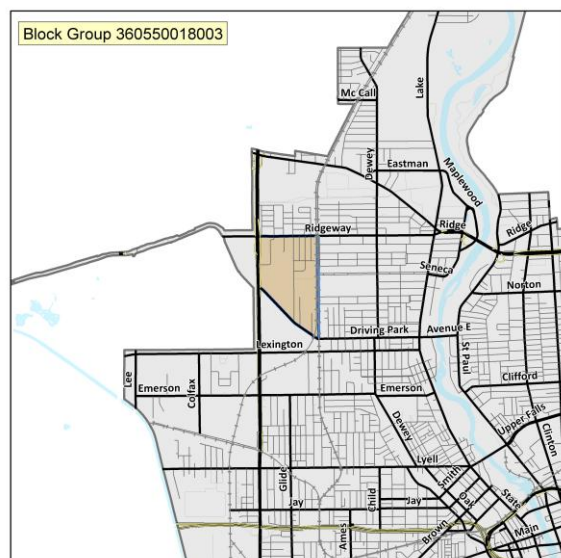 Block Group 360550018003
Mc Call
Lake
Dewey
Eastman
Maplewood
Ridgeway
Ridge
Ridge
Seneca
Norton
Driving Park
Avenue E
Lexington
St Paul
Lee
Emerson
Colfax
Emerson
Clifford
Dewey
Upper Falls
Clinton
Lyell
Smith
Glide
Jay
Child
Jay
Oak
State
Ames
Brown
Main